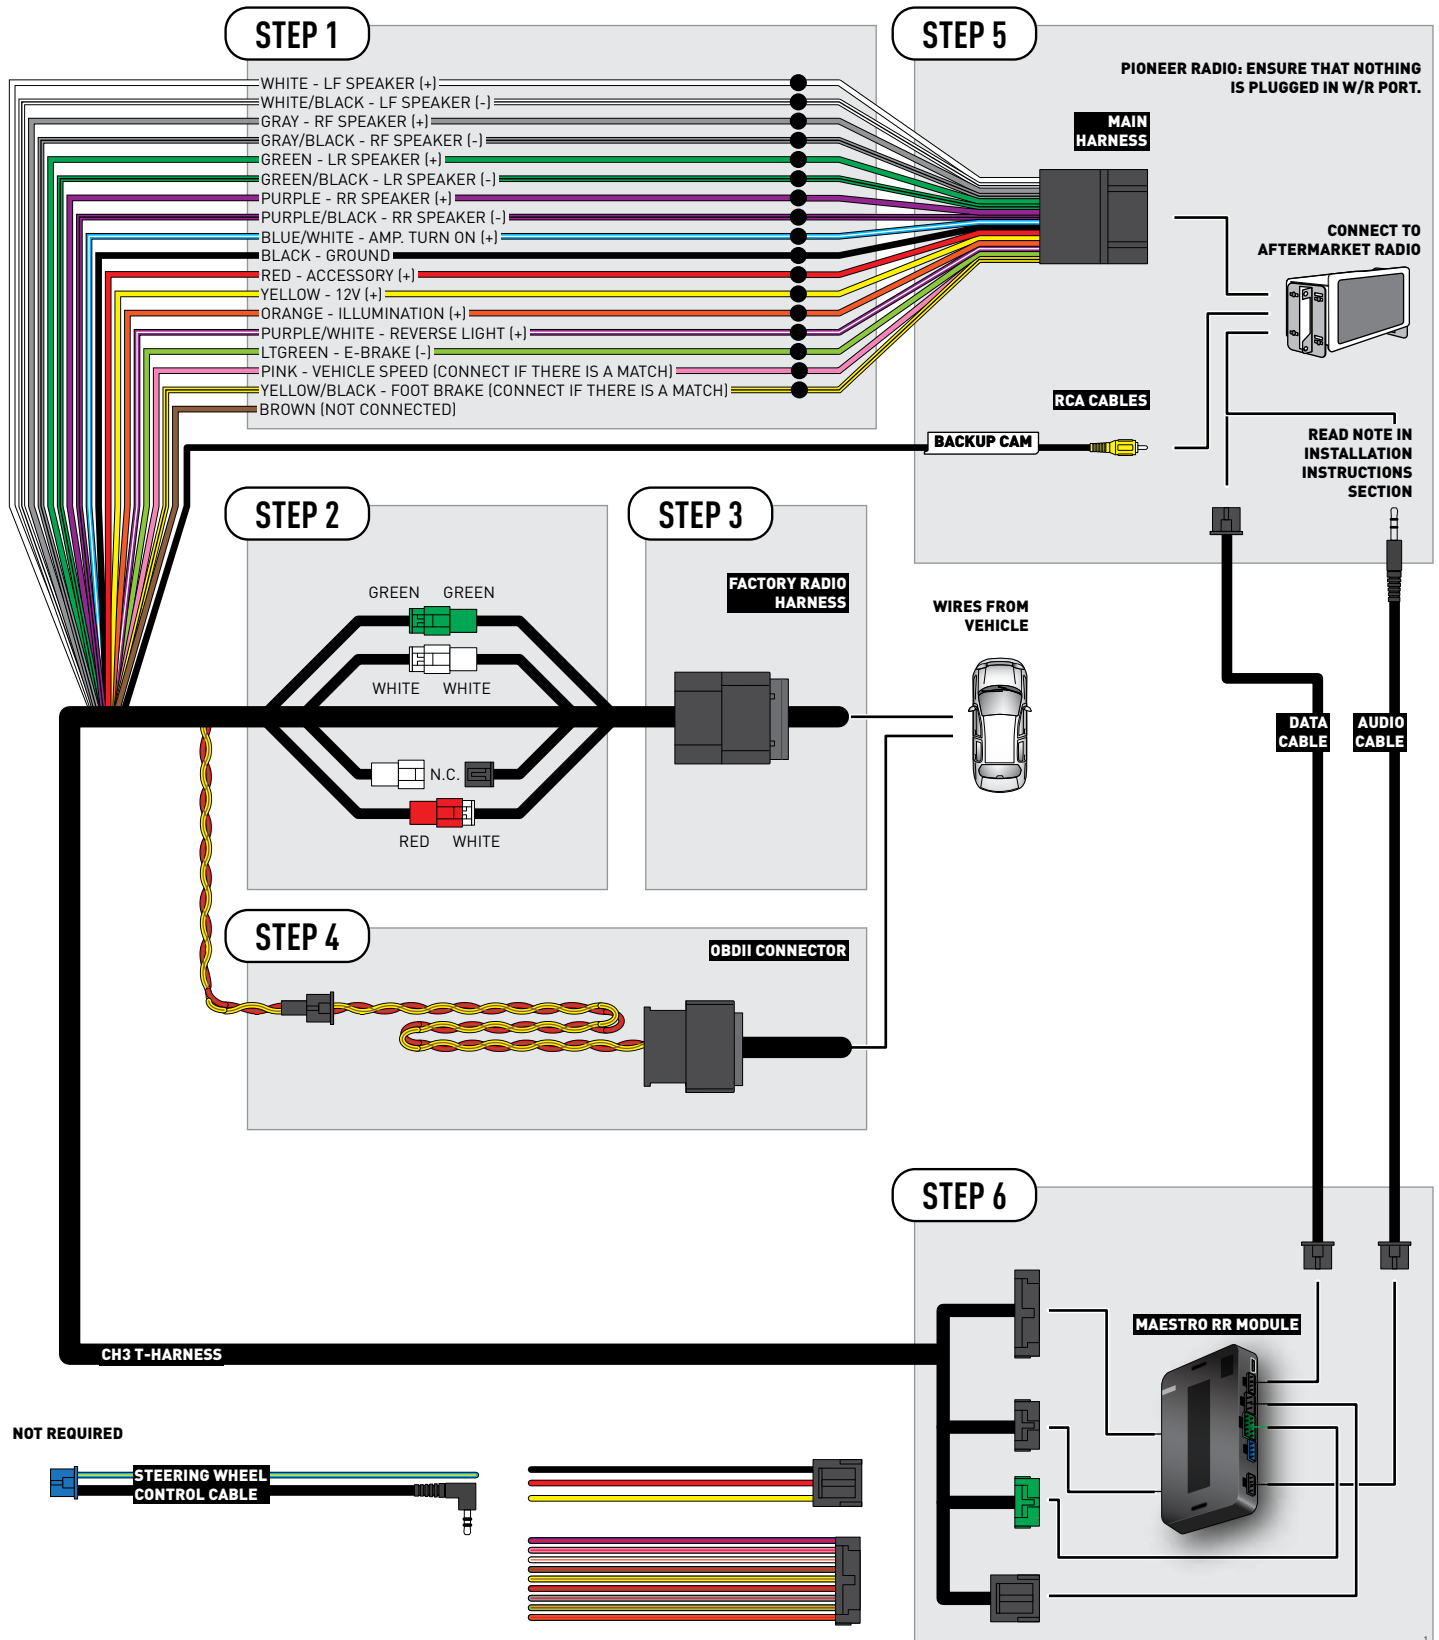 STEP 1
WHITE - LF SPEAKER (+)
WHITE/BLACK - LF SPEAKER (-)
GRAY - RF SPEAKER (+)
GRAY/BLACK - RF SPEAKER (-)
GREEN - LR SPEAKER (+)
GREEN/BLACK - LR SPEAKER (-)
PURPLE - RR SPEAKER (+)
PURPLE/BLACK - RR SPEAKER (-)
BLUE/WHITE - AMP. TURN ON (+)
BLACK - GROUND
RED - ACCESSORY (+)
YELLOW - 12V (+)
ORANGE - ILLUMINATION (+)
PURPLE/WHITE - REVERSE LIGHT (+)
LTGREEN - E-BRAKE (-)
PINK - VEHICLE SPEED (CONNECT IF THERE IS A MATCH)
YELLOW/BLACK - FOOT BRAKE (CONNECT IF THERE IS A MATCH)
BROWN (NOT CONNECTED)
STEP 5
PIONEER RADIO: ENSURE THAT NOTHING
IS PLUGGED IN W/R PORT.
MAIN
HARNESS
CONNECT TO
AFTERMARKET RADIO
RCA CABLES
BACKUP CAM
READ NOTE IN
INSTALLATION
INSTRUCTIONS
SECTION
STEP 2
GREEN GREEN
WHITE WHITE
N.C.
RED WHITE
STEP 3
FACTORY RADIO
HARNESS
WIRES FROM
VEHICLE
DATA
CABLE
AUDIO
CABLE
STEP 4
OBDII CONNECTOR
STEP 6
MAESTRO RR MODULE
CH3 T-HARNESS
NOT REQUIRED
STEERING WHEEL
CONTROL CABLE
1